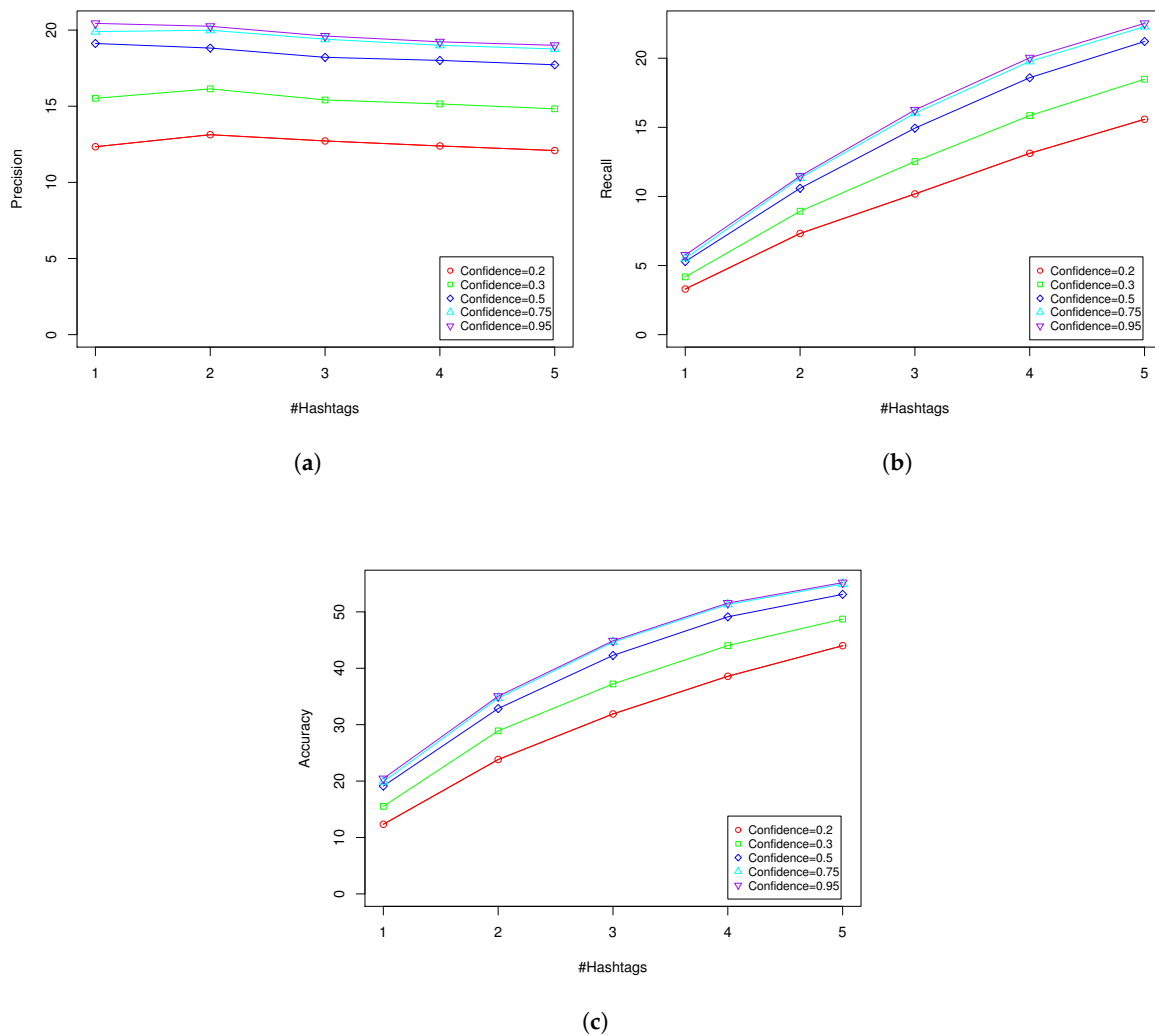 Precision
0
5
10
15
20
1 2 3 4 5
#Hashtags
Confidence=0.2
Confidence=0.3
Confidence=0.5
Confidence=0.75
Confidence=0.95
(a)
Recall
0
5
10
15
20
1 2 3 4 5
#Hashtags
Confidence=0.2
Confidence=0.3
Confidence=0.5
Confidence=0.75
Confidence=0.95
(b)
Accuracy
0
10
20
30
40
50
1 2 3 4 5
#Hashtags
Confidence=0.2
Confidence=0.3
Confidence=0.5
Confidence=0.75
Confidence=0.95
(c)